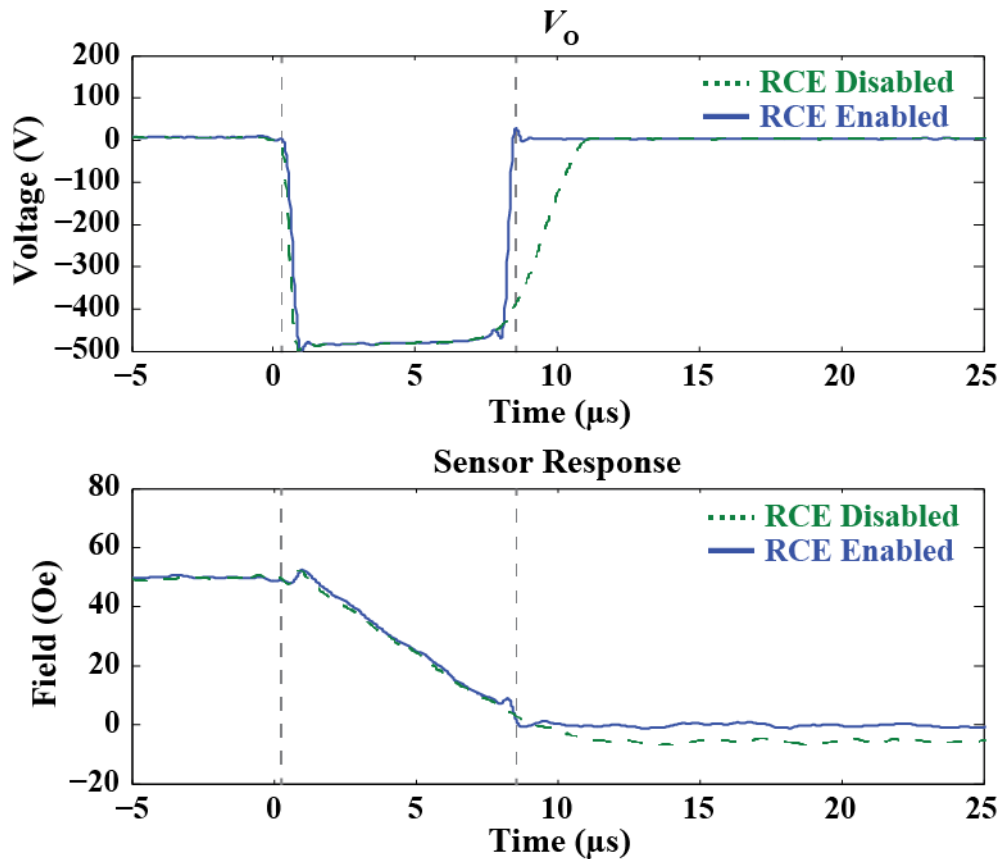 Vo
200
RCE Disabled
100
RCE Enabled
0
−100
−200
−300
−400
−500
Voltage (V)
−5 0 5 10 15 20 25
Time (μs)
Sensor Response
80
RCE Disabled
60
RCE Enabled
40
20
0
−20
Field (Oe)
−5 0 5 10 15 20 25
Time (μs)